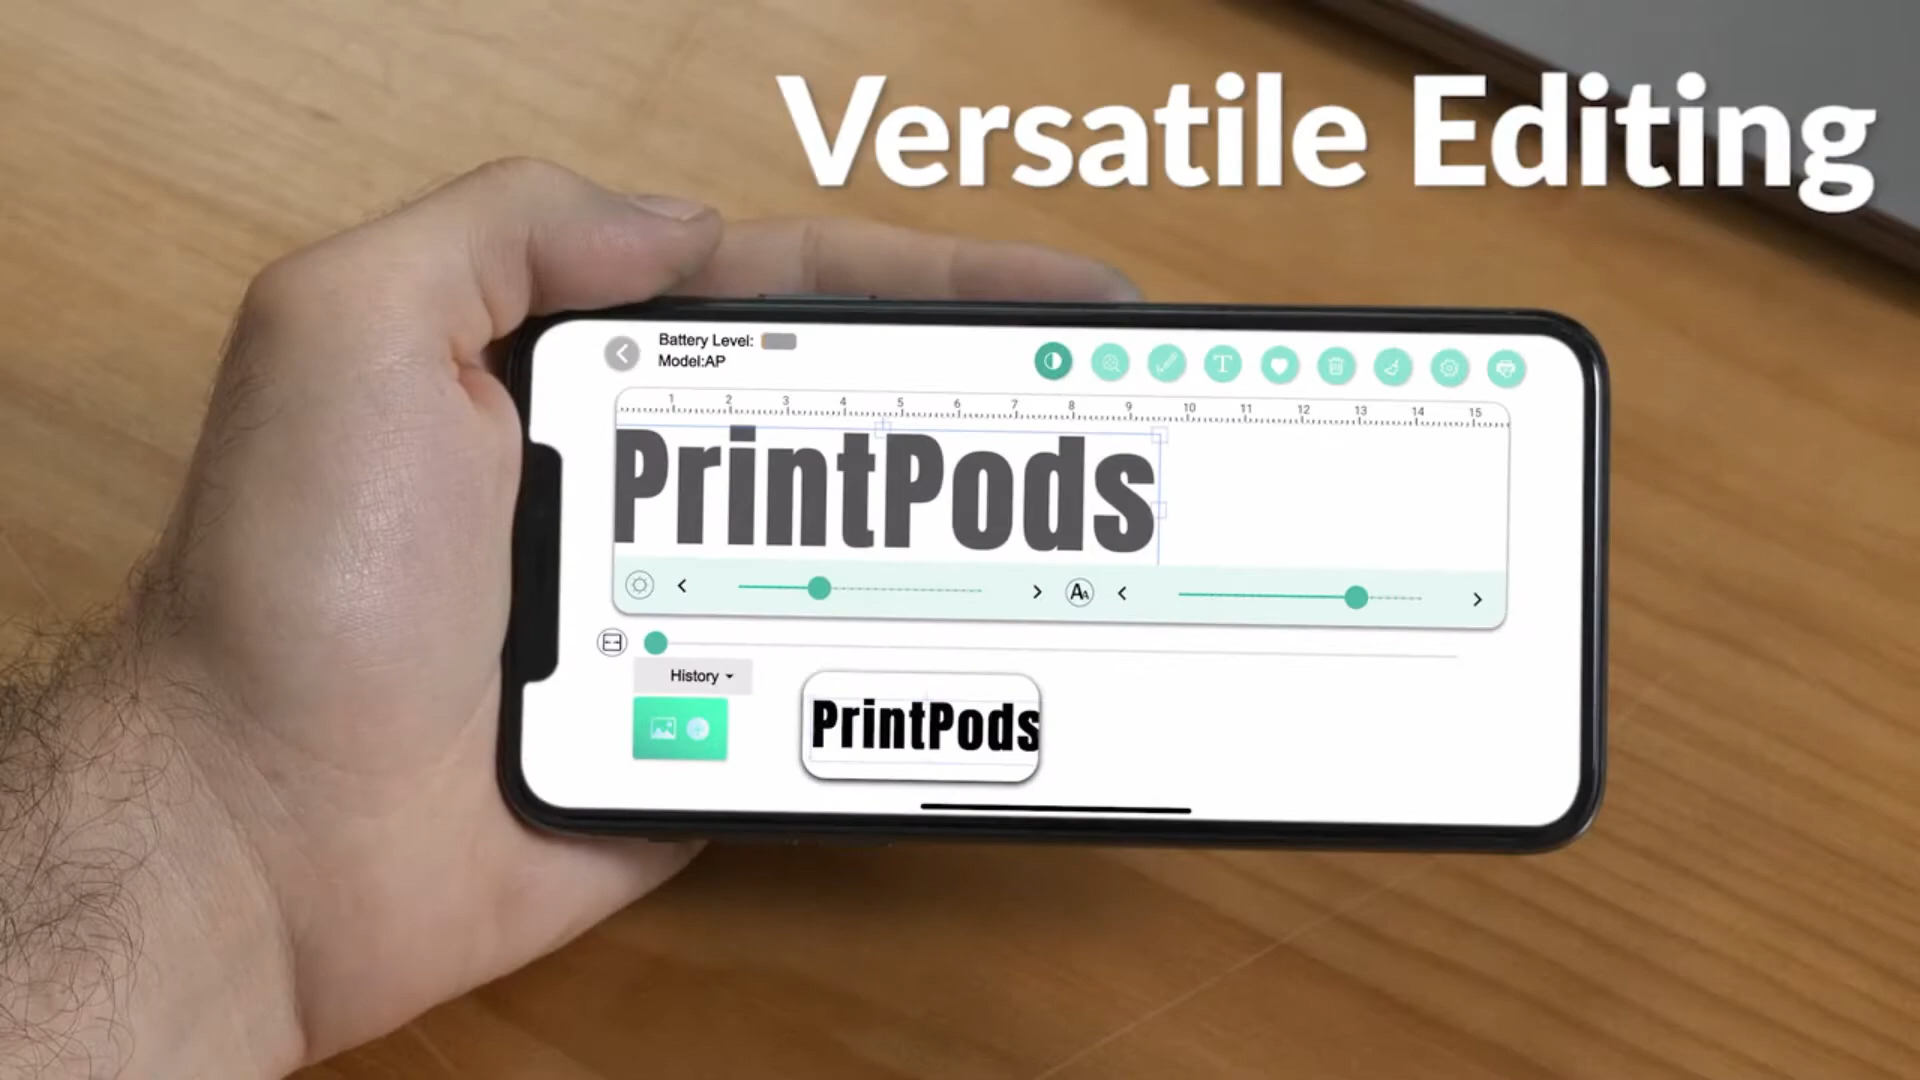 Versatile Editing
Battery Level:
Model:AP
1 2 3 4 5 6 7 8 9 10 11 12 13 14 15
PrintPods
History
PrintPods